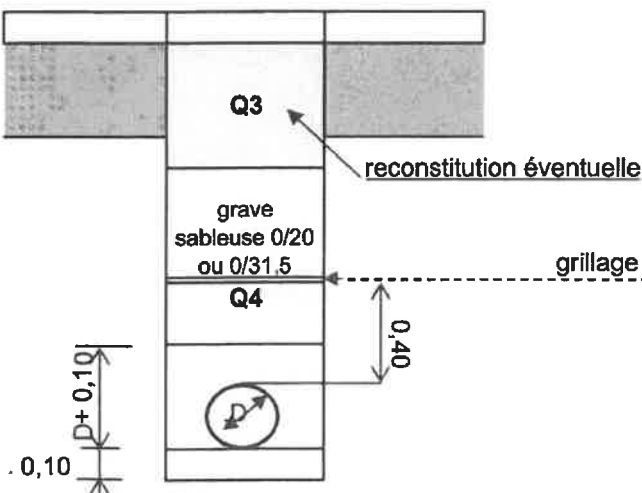 Q3
reconstitution éventuelle
grave
sableuse 0/20
ou 0/31,5
grillage
Q4
0,40
D+ 0,10
D
. 0,10